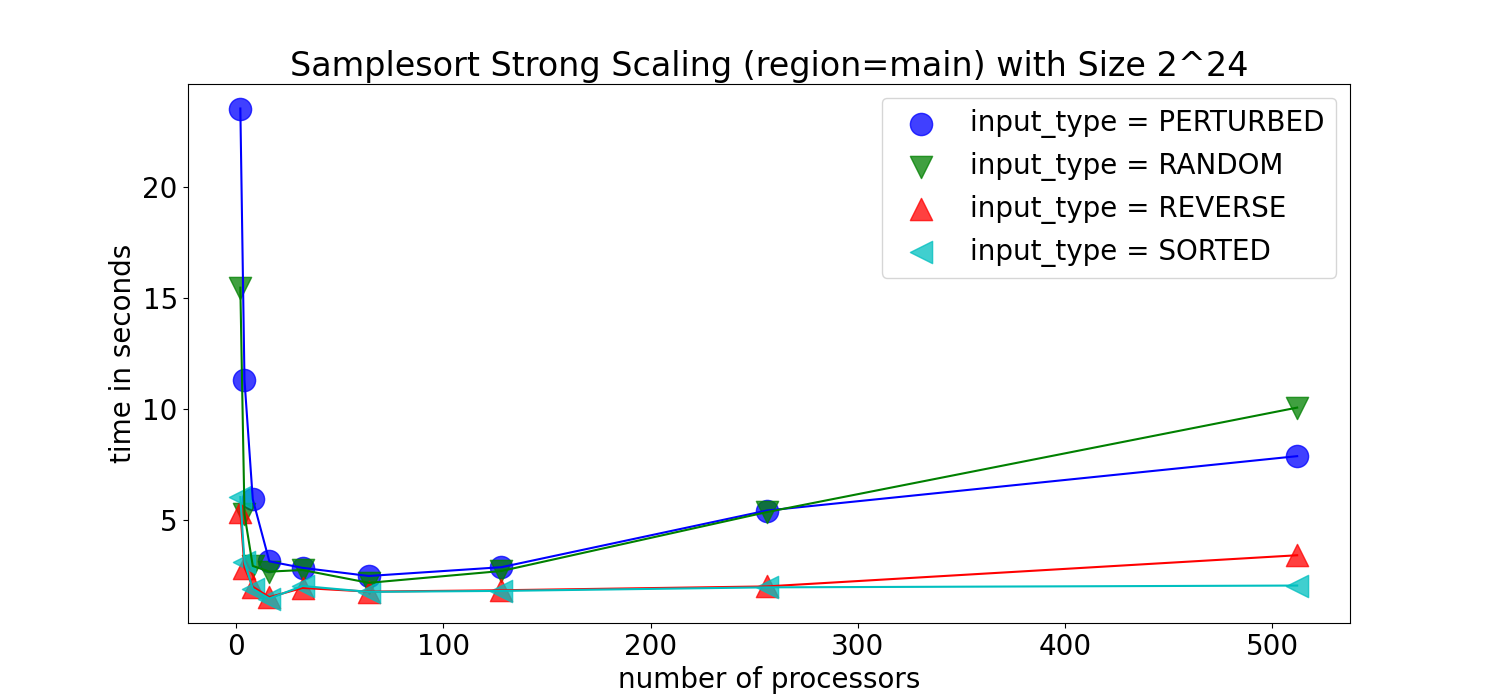 Samplesort Strong Scaling (region=main) with Size 2^24
input_type = PERTURBED
input_type = RANDOM
input_type = REVERSE
input_type = SORTED
time in seconds
20
15
10
5
0 100 200 300 400 500
number of processors